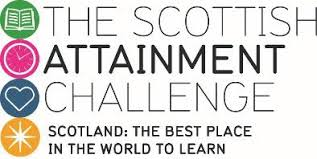 THE SCOTTISH
ATTAINMENT
CHALLENGE
SCOTLAND: THE BEST PLACE
IN THE WORLD TO LEARN